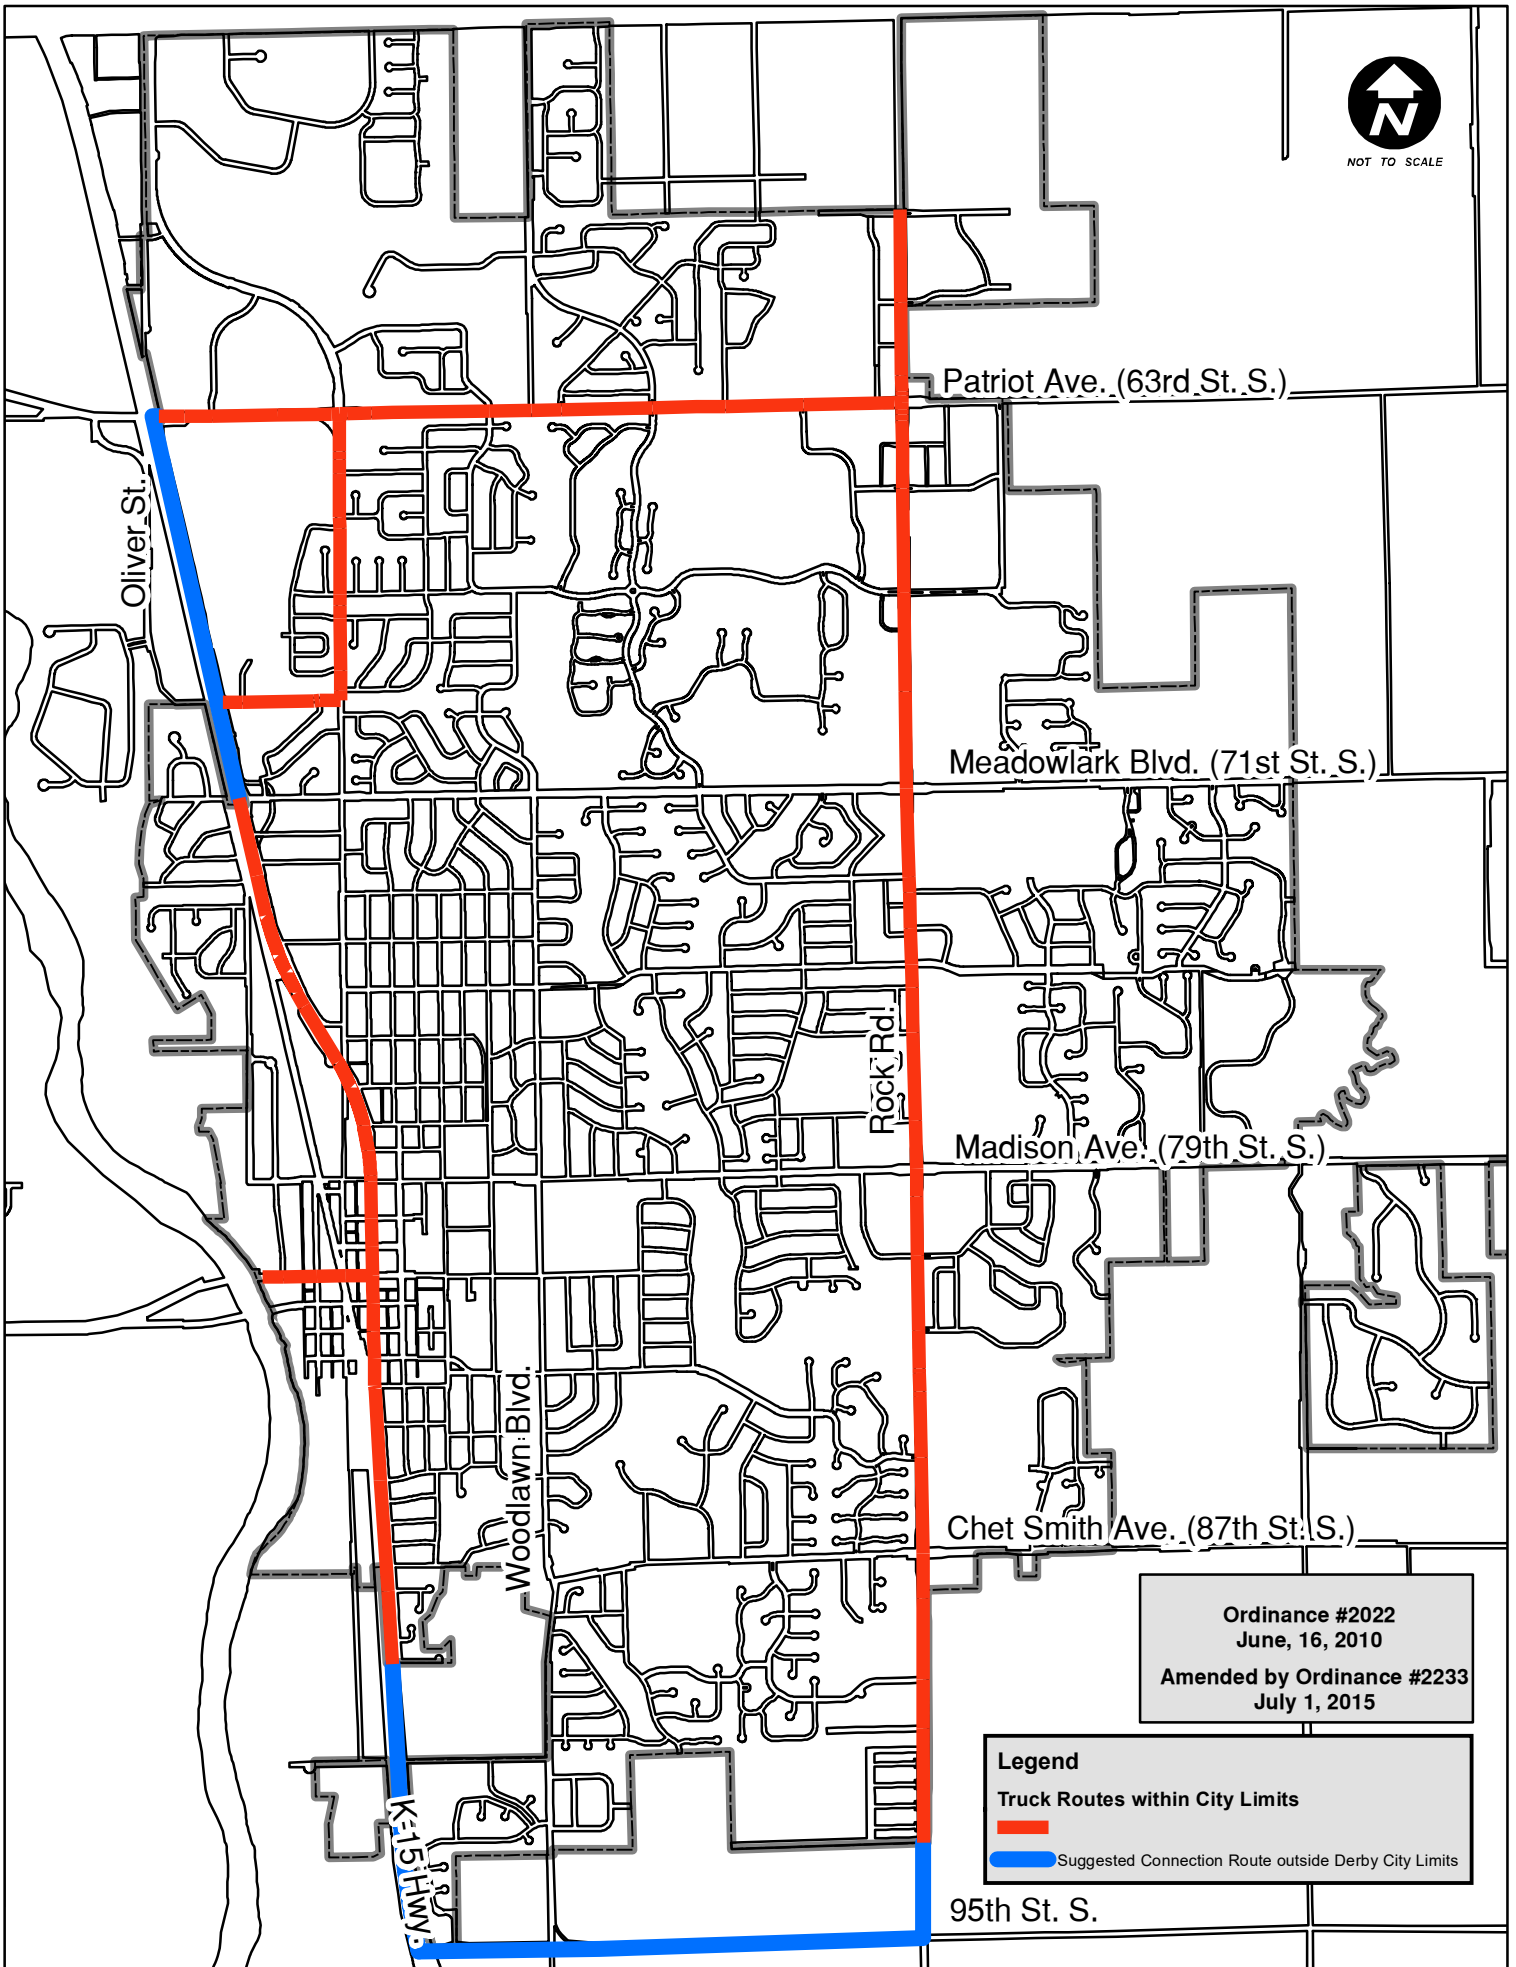 N
NOT TO SCALE
Patriot Ave. (63rd St. S.)
Oliver St.
Meadowlark Blvd. (71st St. S.)
Rock Rd.
Madison Ave. (79th St. S.)
Woodlawn Blvd.
Chet Smith Ave. (87th St. S.)
Ordinance #2022
June, 16, 2010
Amended by Ordinance #2233
July 1, 2015
Legend
Truck Routes within City Limits
Suggested Connection Route outside Derby City Limits
K-15 Hwy.
95th St. S.